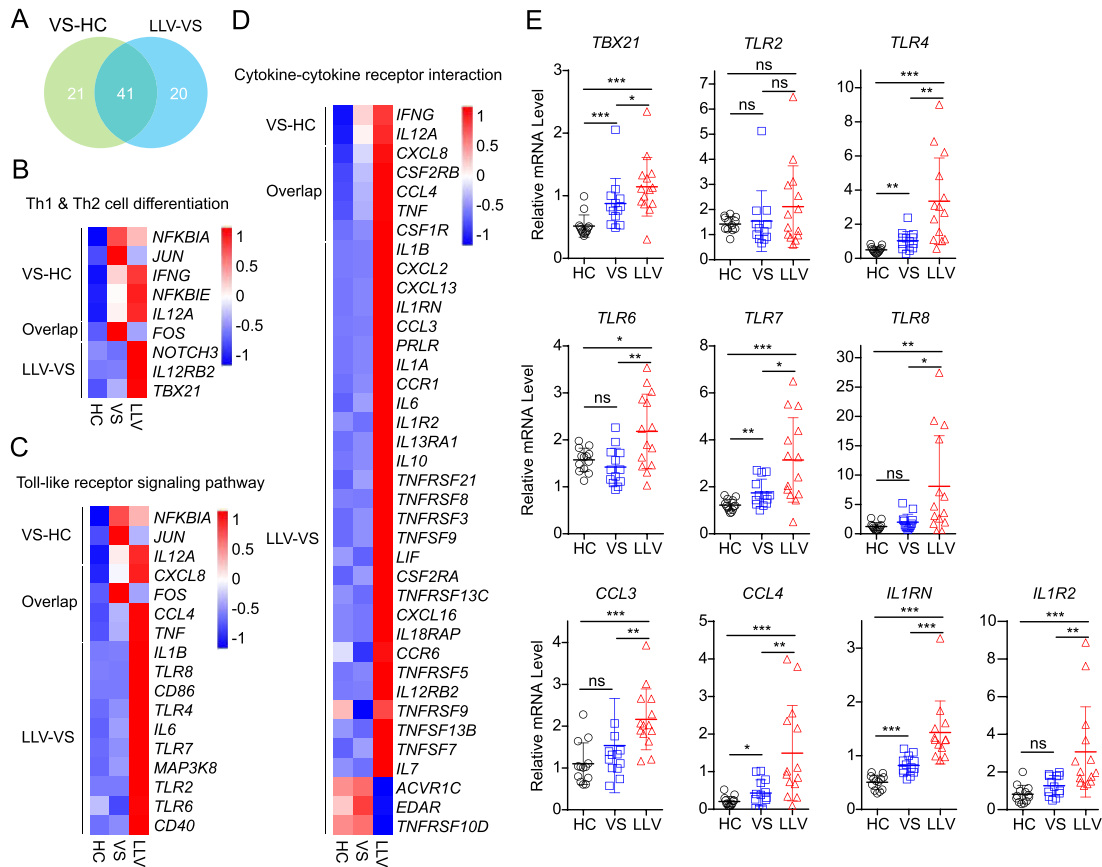 A
VS-HC
LLV-VS
21
41
20
B
Th1 & Th2 cell differentiation
VS-HC
Overlap
LLV-VS
NFKBIA
JUN
IFNG
NFKBIE
IL12A
FOS
NOTCH3
IL12RB2
TBX21
HC
VS
LLV
1
0.5
0
-0.5
-1
C
Toll-like receptor signaling pathway
VS-HC
Overlap
LLV-VS
NFKBIA
JUN
IL12A
CXCL8
FOS
CCL4
TNF
IL1B
TLR8
CD86
TLR4
IL6
TLR7
MAP3K8
TLR2
TLR6
CD40
HC
VS
LLV
1
0.5
0
-0.5
-1
D
Cytokine-cytokine receptor interaction
VS-HC
Overlap
LLV-VS
IFNG
IL12A
CXCL8
CSF2RB
CCL4
TNF
CSF1R
IL1B
CXCL2
CXCL13
IL1RN
CCL3
PRLR
IL1A
CCR1
IL6
IL1R2
IL13RA1
IL10
TNFRSF21
TNFRSF8
TNFRSF3
TNFSF9
LIF
CSF2RA
TNFRSF13C
CXCL16
IL18RAP
CCR6
TNFRSF5
IL12RB2
TNFRSF9
TNFSF13B
TNFSF7
IL7
ACVR1C
EDAR
TNFRSF10D
HC
VS
LLV
1
0.5
0
-0.5
-1
E
TBX21
Relative mRNA Level
3
2
1
0
***
***
*
HC VS LLV
TLR2
7
6
5
4
3
2
1
0
ns
ns
ns
HC VS LLV
TLR4
10
8
6
4
2
0
***
**
**
HC VS LLV
TLR6
Relative mRNA Level
4
3
2
1
0
*
**
ns
HC VS LLV
TLR7
8
6
4
2
0
***
*
**
HC VS LLV
TLR8
30
25
20
15
10
5
0
**
*
ns
HC VS LLV
CCL3
Relative mRNA Level
4
3
2
1
0
***
**
ns
HC VS LLV
CCL4
5
4
3
2
1
0
***
**
*
HC VS LLV
IL1RN
4
3
2
1
0
***
***
***
HC VS LLV
IL1R2
10
8
6
4
2
0
***
**
ns
HC VS LLV